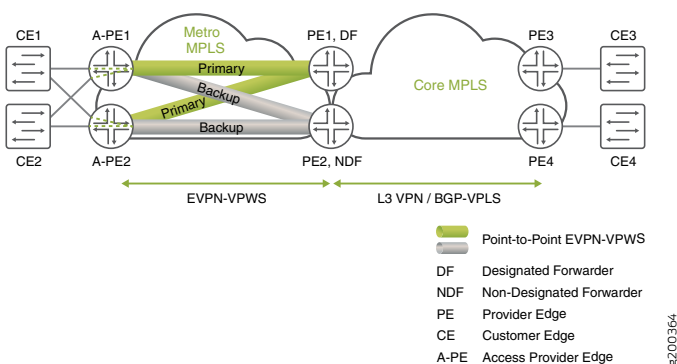 CE1
A-PE1
Metro
MPLS
PE1, DF
PE3
CE3
Primary
Backup
Core MPLS
Primary
Backup
CE2
A-PE2
PE2, NDF
PE4
CE4
EVPN-VPWS
L3 VPN / BGP-VPLS
Point-to-Point EVPN-VPWS
DF Designated Forwarder
NDF Non-Designated Forwarder
PE Provider Edge
CE Customer Edge
A-PE Access Provider Edge